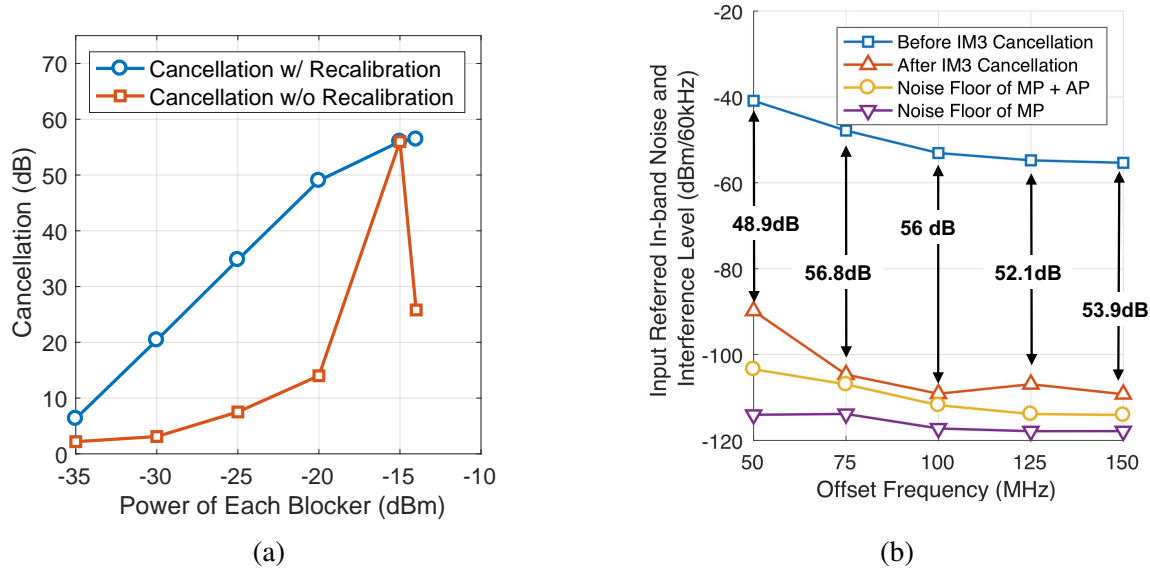 70
60
50
40
30
20
10
0
Cancellation (dB)
Cancellation w/ Recalibration
Cancellation w/o Recalibration
-35
-30
-25
-20
-15
-10
Power of Each Blocker (dBm)
(a)
-20
-40
-60
-80
-100
-120
Input Referred In-band Noise and
Interference Level (dBm/60kHz)
Before IM3 Cancellation
After IM3 Cancellation
Noise Floor of MP + AP
Noise Floor of MP
48.9dB
56.8dB
56 dB
52.1dB
53.9dB
50
75
100
125
150
Offset Frequency (MHz)
(b)